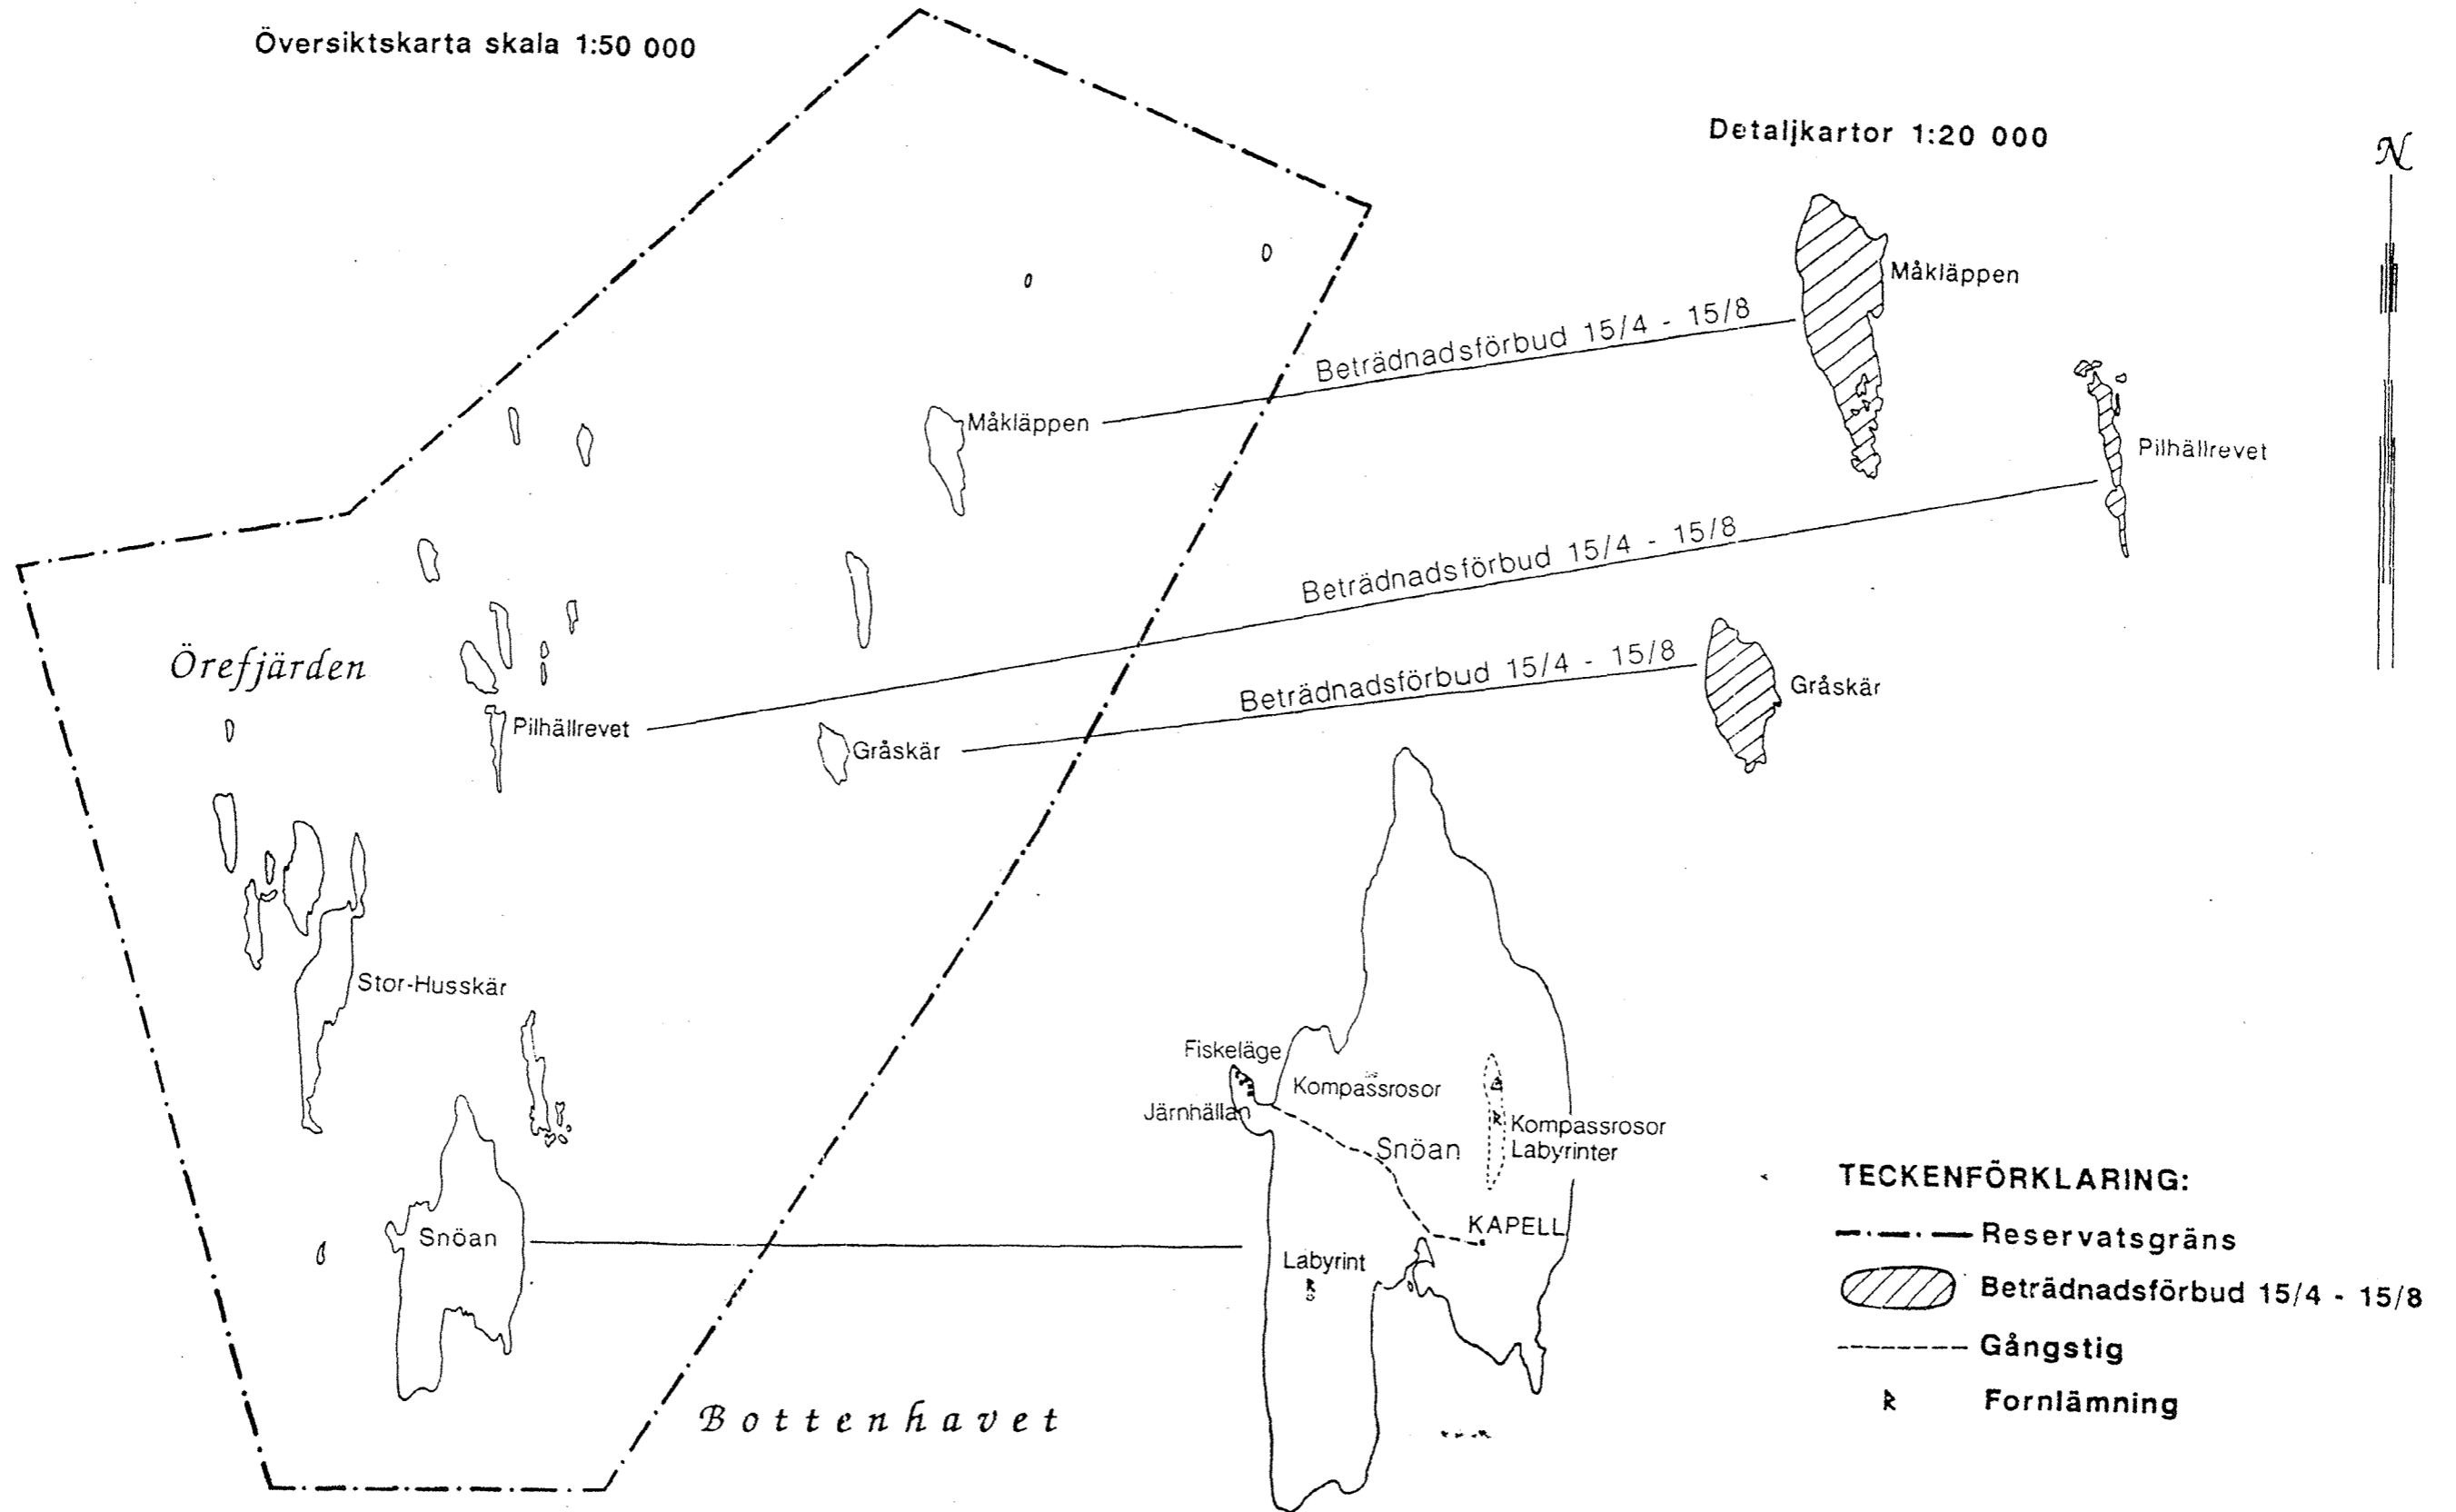 Översiktskarta skala 1:50 000
Detaljkartor 1:20 000
N
Måkläppen
Beträdnadsförbud 15/4 - 15/8
Måkläppen
Pilhällrevet
Beträdnadsförbud 15/4 - 15/8
Örefjärden
Beträdnadsförbud 15/4 - 15/8
Gråskär
Pilhällrevet
Gråskär
Stor-Husskär
Fiskeläge
Kompassrosor
Järnhällan
R Kompassrosor
Snöan
Labyrinter
KAPELL
Snöan
Labyrint
R
Bottenhavet
TECKENFÖRKLARING:
Reservatsgräns
Beträdnadsförbud 15/4 - 15/8
Gångstig
R Fornlämning